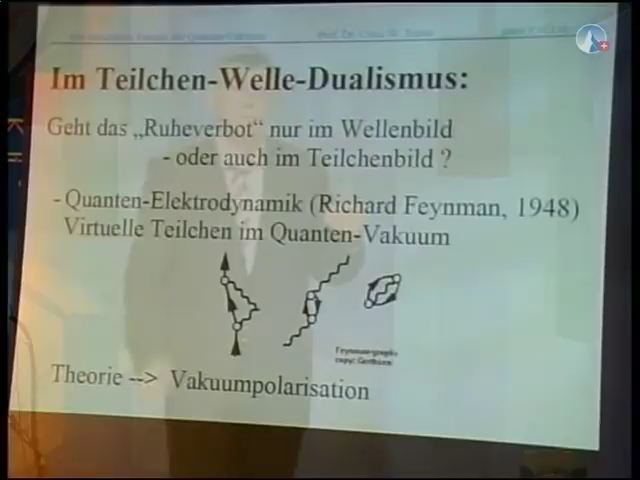 Im Teilchen-Welle-Dualismus:
Geht das „Ruheverbot“ nur im Wellenbild
- oder auch im Teilchenbild ?
- Quanten-Elektrodynamik (Richard Feynman, 1948)
Virtuelle Teilchen im Quanten-Vakuum
Theorie --> Vakuumpolarisation